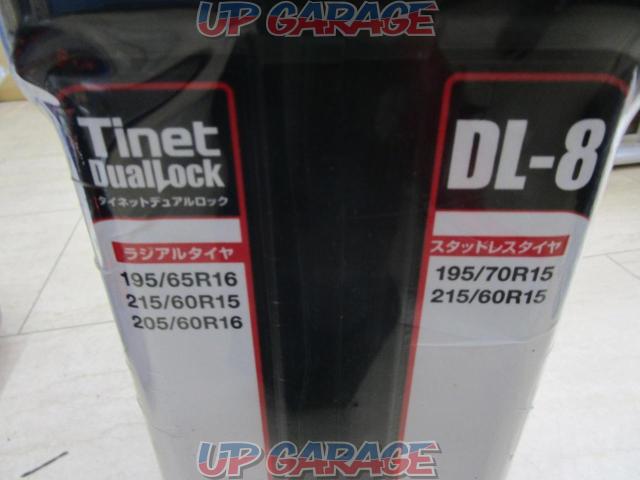 UP GARAGE
Tinet
DualLock
タイネットデュアルロック
ラジアルタイヤ
195/65R16
215/60R15
205/60R16
DL-8
スタッドレスタイヤ
195/70R15
215/60R15
UP GARAGE